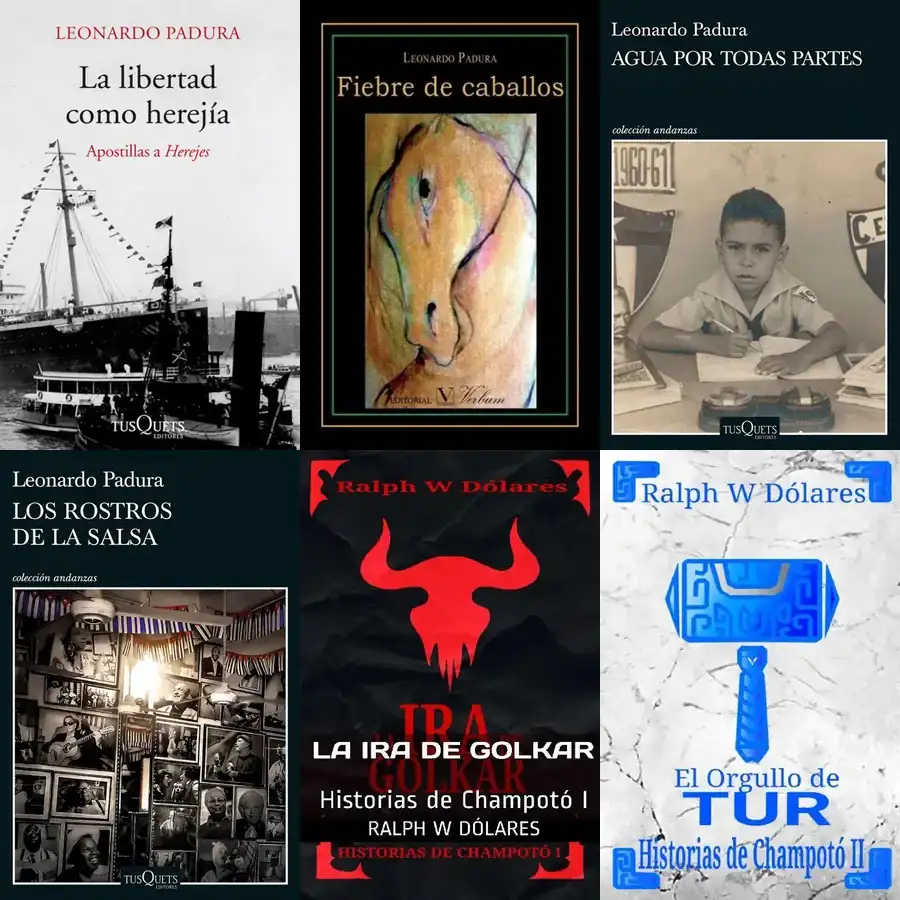 LEONARDO PADURA
La libertad
como herejía
Apostillas a Herejes
TUSQUETS
EDITORES
LEONARDO PADURA
Fiebre de caballos
EDITORIAL V Verbum
Leonardo Padura
AGUA POR TODAS PARTES
colección andanzas
1960-61
C.E
TUSQUETS
EDITORES
Leonardo Padura
LOS ROSTROS
DE LA SALSA
colección andanzas
TUSQUETS
EDITORES
Ralph W Dólares
IRA
LA IRA DE GOLKAR
GOLKAR
Historias de Champotó I
RALPH W DÓLARES
HISTORIAS DE CHAMPOTÓ I
Ralph W Dólares
El Orgullo de
TUR
Historias de Champotó II